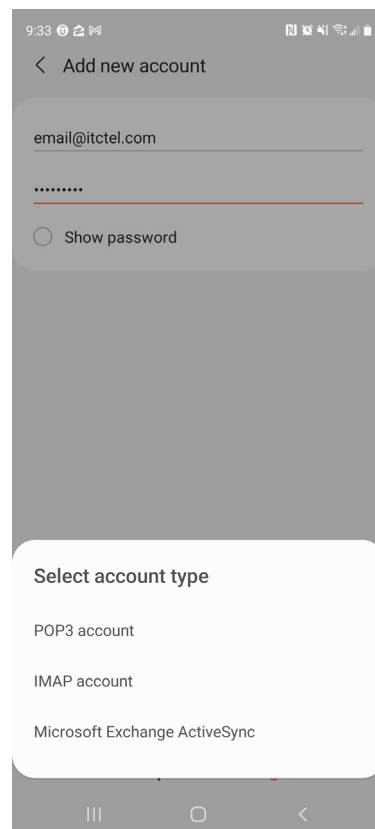 9:33
Add new account
email@itctel.com
•••••••••
Show password
Select account type
POP3 account
IMAP account
Microsoft Exchange ActiveSync